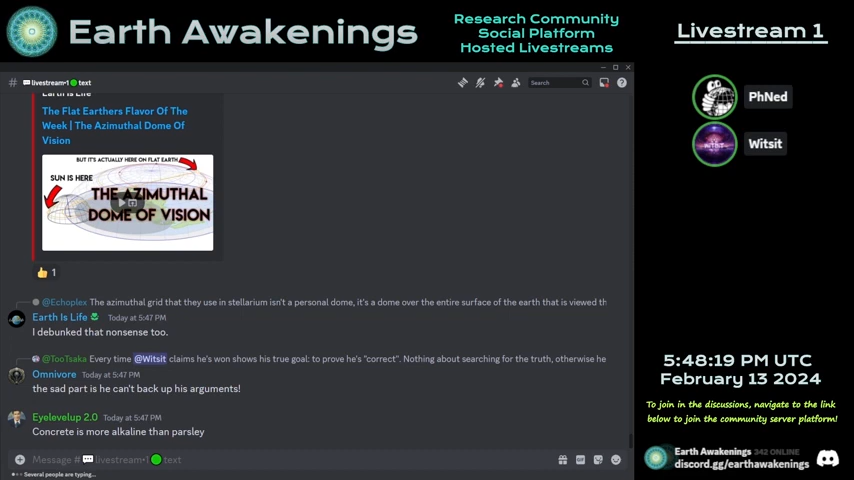 Earth Awakenings
Research Community
Social Platform
Hosted Livestreams
Livestream 1
# livestream•1 text
Search
Earth Is Life
The Flat Earthers Flavor Of The
Week | The Azimuthal Dome Of
Vision
BUT IT'S ACTUALLY HERE ON FLAT EARTH
SUN IS HERE
THE AZIMUTHAL
DOME OF VISION
1
@Echoplex The azimuthal grid that they use in stellarium isn't a personal dome, it's a dome over the entire surface of the earth that is viewed th
Earth Is Life Today at 5:47 PM
I debunked that nonsense too.
@TooTsaka Every time @Witsit claims he's won shows his true goal: to prove he's "correct". Nothing about searching for the truth, otherwise he
Omnivore Today at 5:47 PM
the sad part is he can't back up his arguments!
Eyelevelup 2.0 Today at 5:47 PM
Concrete is more alkaline than parsley
Message # livestream•1 text
GIF
Several people are typing...
PhNed
Witsit
5:48:19 PM UTC
February 13 2024
To join in the discussions, navigate to the link
below to join the community server platform!
Earth Awakenings 342 ONLINE
discord.gg/earthawakenings